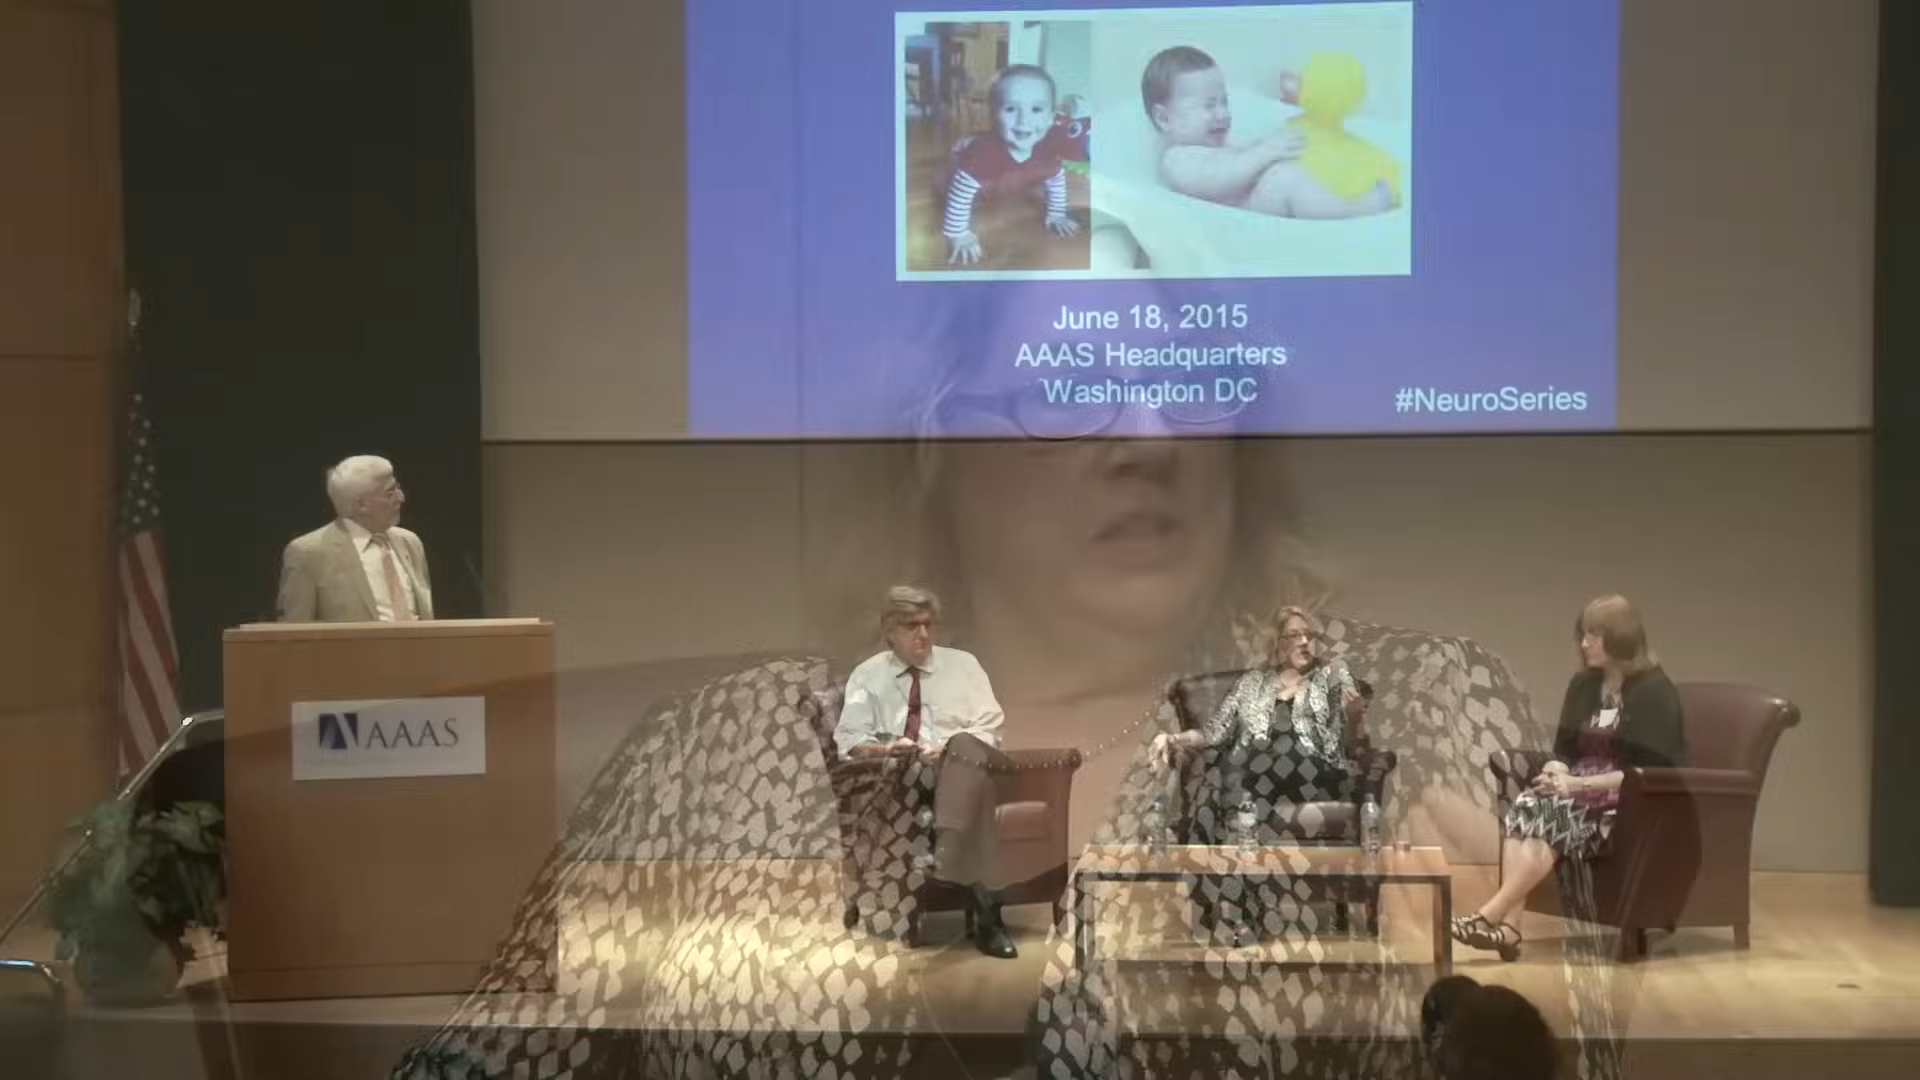 June 18, 2015
AAAS Headquarters
Washington DC
#NeuroSeries
AAAS